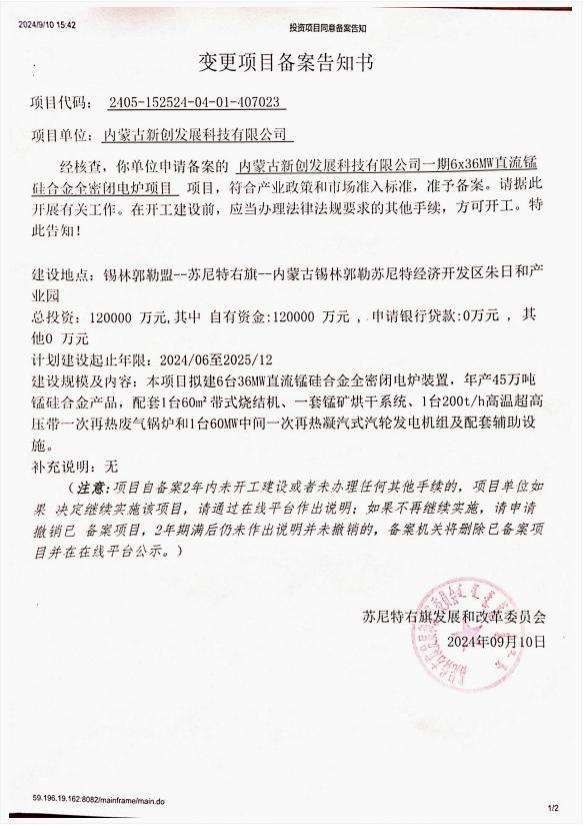 2024/9/10 15:42
投资项目同意备案告知
变更项目备案告知书
项目代码： 2405-152524-04-01-407023
项目单位：内蒙古新创发展科技有限公司
经核查，你单位申请备案的 内蒙古新创发展科技有限公司一期6x36MW直流锰
硅合金全密闭电炉项目 项目，符合产业政策和市场准入标准，准予备案。请据此
开展有关工作。在开工建设前，应当办理法律法规要求的其他手续，方可开工。特
此告知！
建设地点：锡林郭勒盟--苏尼特右旗--内蒙古锡林郭勒苏尼特经济开发区朱日和产
业园
总投资：120000 万元,其中 自有资金:120000 万元 , 申请银行贷款:0万元 , 其
他0 万元
计划建设起止年限：2024/06至2025/12
建设规模及内容：本项目拟建6台36MW直流锰硅合金全密闭电炉装置，年产45万吨
锰硅合金产品，配套1台60m²带式烧结机、一套锰矿烘干系统、1台200t/h高温超高
压带一次再热废气锅炉和1台60MW中间一次再热凝汽式汽轮发电机组及配套辅助设
施。
补充说明：无
（注意:项目自备案2年内未开工建设或者未办理任何其他手续的，项目单位如
果 决定继续实施该项目，请通过在线平台作出说明；如果不再继续实施，请申请
撤销已 备案项目，2年期满后仍未作出说明并未撤销的，备案机关将删除已备案项
目并在在线平台公示。）
苏尼特右旗发展和改革委员会
2024年09月10日
59.196.19.162:8082/mainframe/main.do
1/2